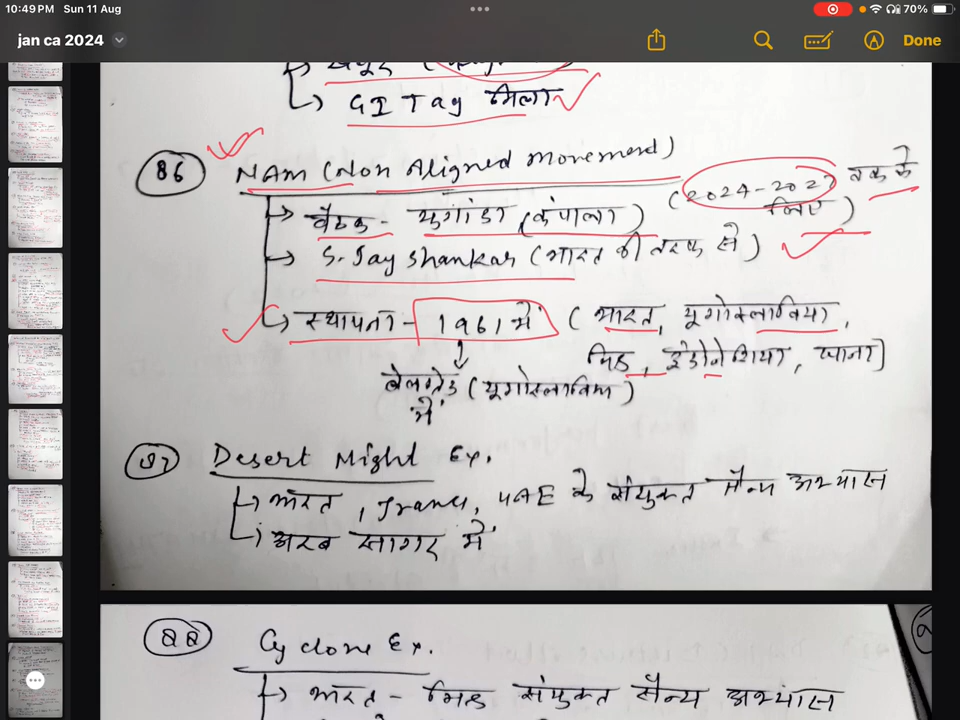 10:49 PM Sun 11 Aug
70%
jan ca 2024
Done
GI Tag मिला
86 NAM (Non Aligned Movement)
बैठक - युगांडा (कंपाला) (2024-2027 तक के लिए)
S. Jay Shankar (भारत की तरफ से)
स्थापना - 1961 में (भारत, यूगोस्लाविया,
मिस्र, इंडोनेशिया, घाना)
बेलग्रेड (यूगोस्लाविया)
में
87 Desert Might Ex.
भारत, France, UAE के संयुक्त सैन्य अभ्यास
अरब सागर में
88 Cyclone Ex.
भारत - मिस्र संयुक्त सैन्य अभ्यास